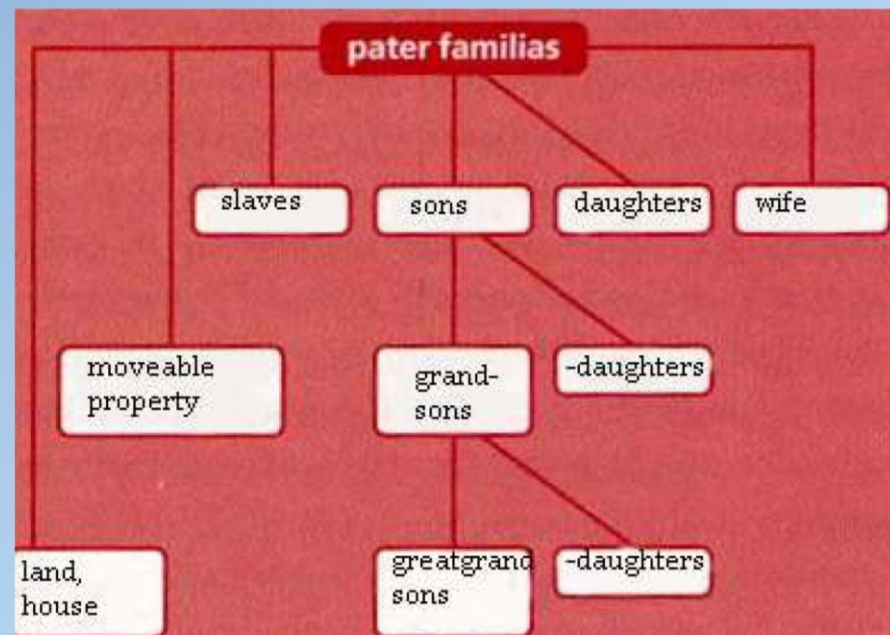 pater familias
slaves
sons
daughters
wife
moveable
property
grand-
sons
-daughters
land,
house
greatgrand
sons
-daughters